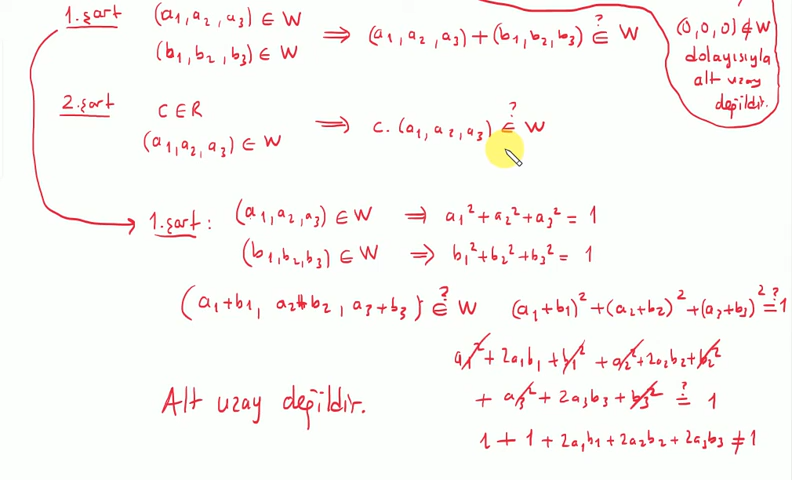 1.şart (a₁, a₂, a₃) ∈ W
(b₁, b₂, b₃) ∈ W ⇒ (a₁, a₂, a₃) + (b₁, b₂, b₃) ∈? W
(0,0,0) ∉ W
dolayısıyla
alt uzay
değildir.
2.şart C ∈ R
(a₁, a₂, a₃) ∈ W ⇒ c.(a₁, a₂, a₃) ∈? W
1.şart: (a₁, a₂, a₃) ∈ W ⇒ a₁² + a₂² + a₃² = 1
(b₁, b₂, b₃) ∈ W ⇒ b₁² + b₂² + b₃² = 1
(a₁+b₁, a₂+b₂, a₃+b₃) ∈? W (a₁+b₁)² + (a₂+b₂)² + (a₃+b₃)² =? 1
a₁² + 2a₁b₁ + b₁² + a₂² + 2a₂b₂ + b₂²
+ a₃² + 2a₃b₃ + b₃² =? 1
1 + 1 + 2a₁b₁ + 2a₂b₂ + 2a₃b₃ ≠ 1
Alt uzay değildir.